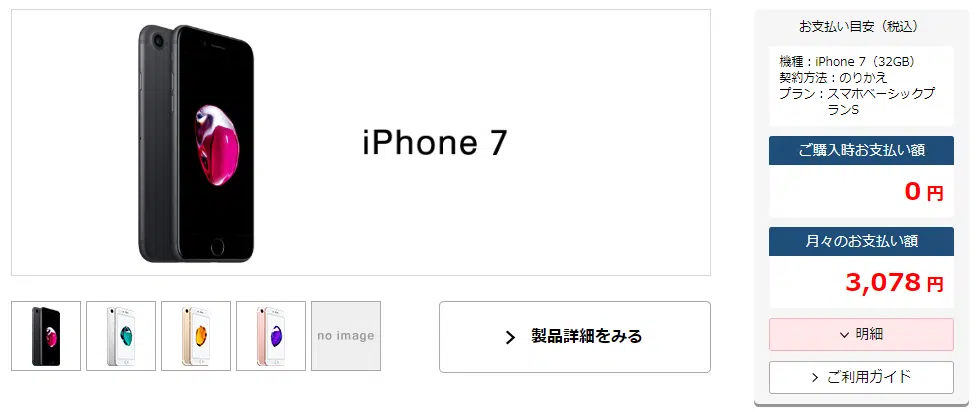 iPhone 7
no image
製品詳細をみる
お支払い目安（税込）
機種：iPhone 7（32GB）
契約方法：のりかえ
プラン：スマホベーシックプ
ランS
ご購入時お支払い額
0 円
月々のお支払い額
3,078 円
明細
ご利用ガイド